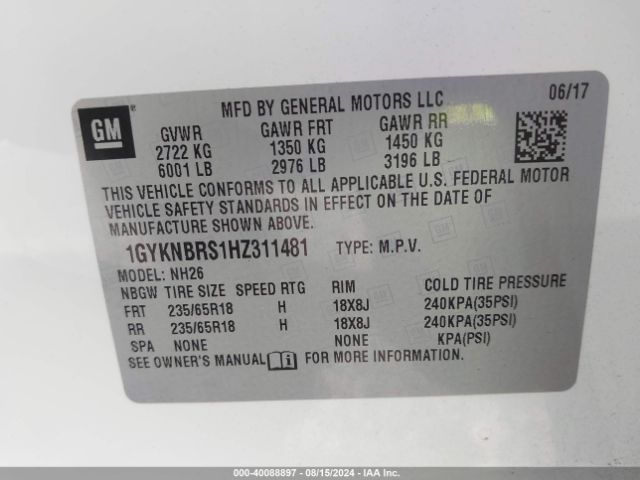 GM
MFD BY GENERAL MOTORS LLC 06/17
GVWR GAWR FRT GAWR RR
2722 KG 1350 KG 1450 KG
6001 LB 2976 LB 3196 LB
THIS VEHICLE CONFORMS TO ALL APPLICABLE U.S. FEDERAL MOTOR
VEHICLE SAFETY STANDARDS IN EFFECT ON THE DATE OF
MANUFACTURE SHOWN ABOVE.
1GYKNBRS1HZ311481 TYPE: M.P.V.
MODEL: NH26
NBGW TIRE SIZE SPEED RTG RIM COLD TIRE PRESSURE
FRT 235/65R18 H 18X8J 240KPA(35PSI)
RR 235/65R18 H 18X8J 240KPA(35PSI)
SPA NONE NONE KPA(PSI)
SEE OWNER'S MANUAL FOR MORE INFORMATION.
000-40088897 - 08/15/2024 - IAAI.com